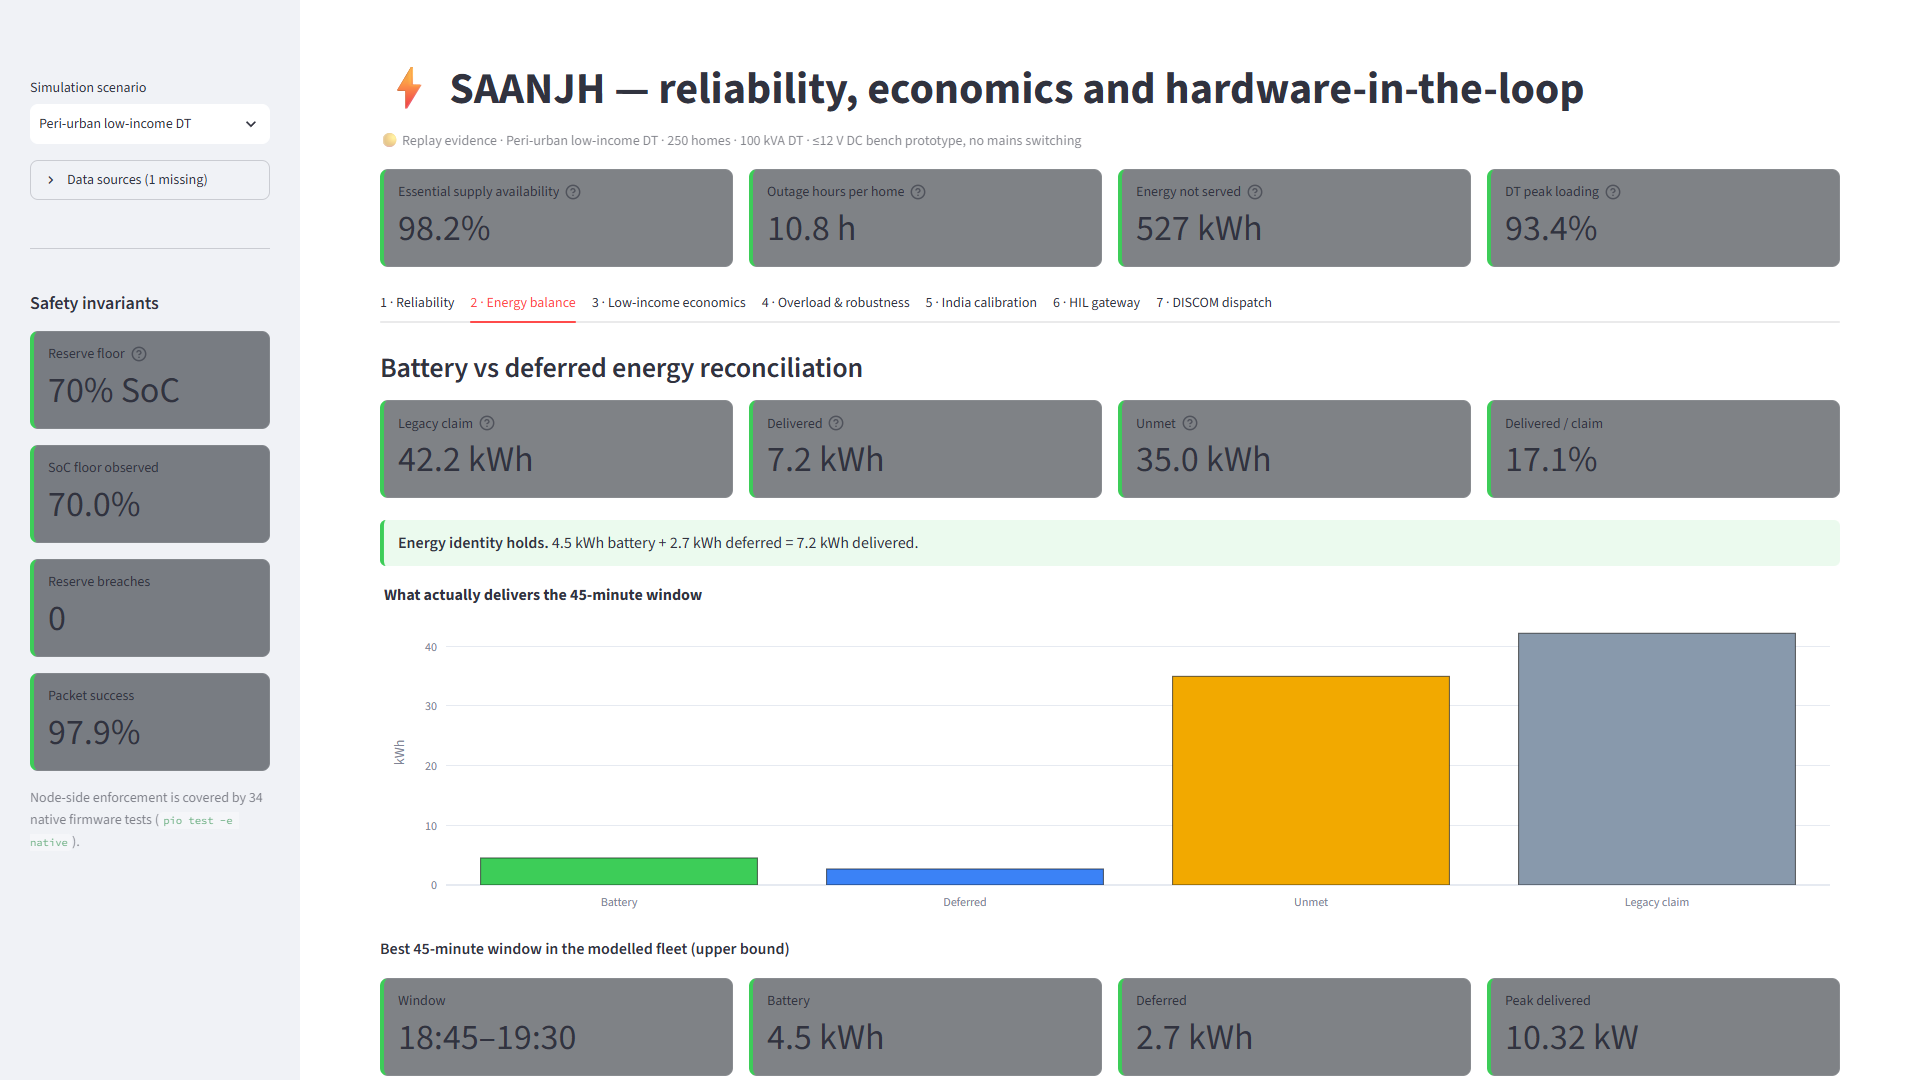 Simulation scenario
Peri-urban low-income DT
Data sources (1 missing)
Safety invariants
Reserve floor
70% SoC
SoC floor observed
70.0%
Reserve breaches
0
Packet success
97.9%
Node-side enforcement is covered by 34
native firmware tests ( pio test -e
native ).
SAANJH — reliability, economics and hardware-in-the-loop
Replay evidence · Peri-urban low-income DT · 250 homes · 100 kVA DT · ≤12 V DC bench prototype, no mains switching
Essential supply availability
98.2%
Outage hours per home
10.8 h
Energy not served
527 kWh
DT peak loading
93.4%
1 · Reliability
2 · Energy balance
3 · Low-income economics
4 · Overload & robustness
5 · India calibration
6 · HIL gateway
7 · DISCOM dispatch
Battery vs deferred energy reconciliation
Legacy claim
42.2 kWh
Delivered
7.2 kWh
Unmet
35.0 kWh
Delivered / claim
17.1%
Energy identity holds. 4.5 kWh battery + 2.7 kWh deferred = 7.2 kWh delivered.
What actually delivers the 45-minute window
kWh
40
30
20
10
0
Battery
Deferred
Unmet
Legacy claim
Best 45-minute window in the modelled fleet (upper bound)
Window
18:45–19:30
Battery
4.5 kWh
Deferred
2.7 kWh
Peak delivered
10.32 kW